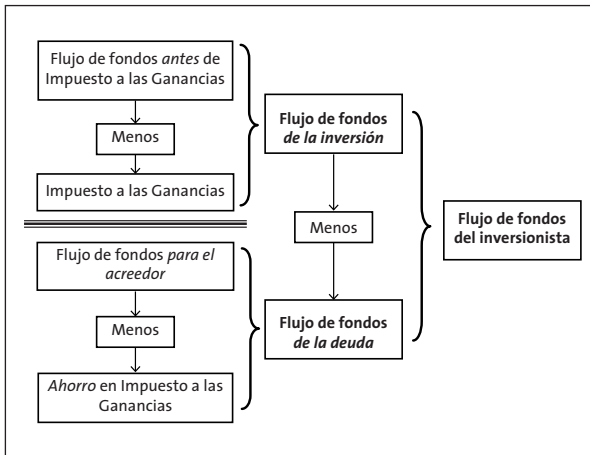 Flujo de fondos antes de
Impuesto a las Ganancias
Menos
Impuesto a las Ganancias
Flujo de fondos para el
acreedor
Menos
Ahorro en Impuesto a las
Ganancias
Flujo de fondos
de la inversión
Menos
Flujo de fondos
de la deuda
Flujo de fondos
del inversionista